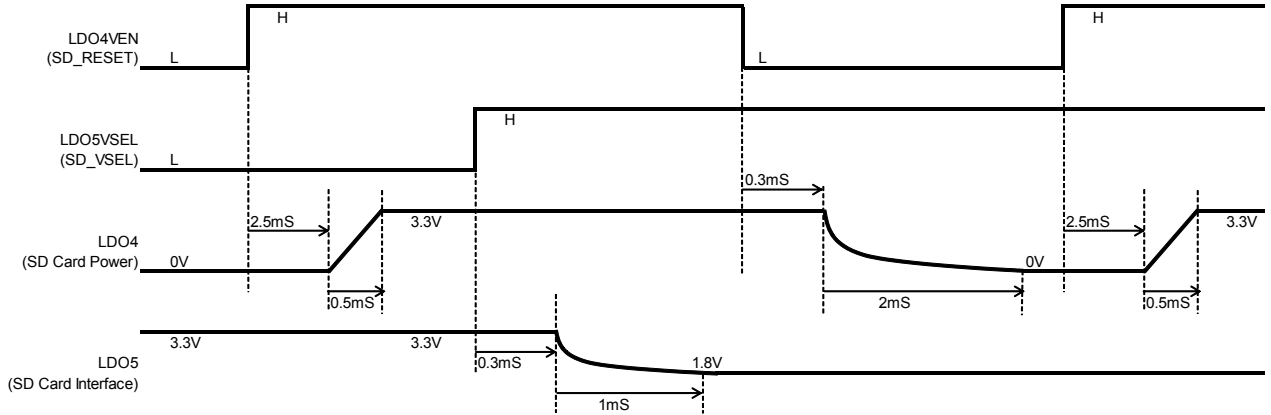 H
H
LDO4VEN
(SD_RESET)
L
L
LDO5VSEL
(SD_VSEL)
H
L
0.3mS
2.5mS
3.3V
2.5mS
3.3V
LDO4
(SD Card Power)
0V
0V
0.5mS
2mS
0.5mS
3.3V
3.3V
0.3mS
1.8V
LDO5
(SD Card Interface)
1mS